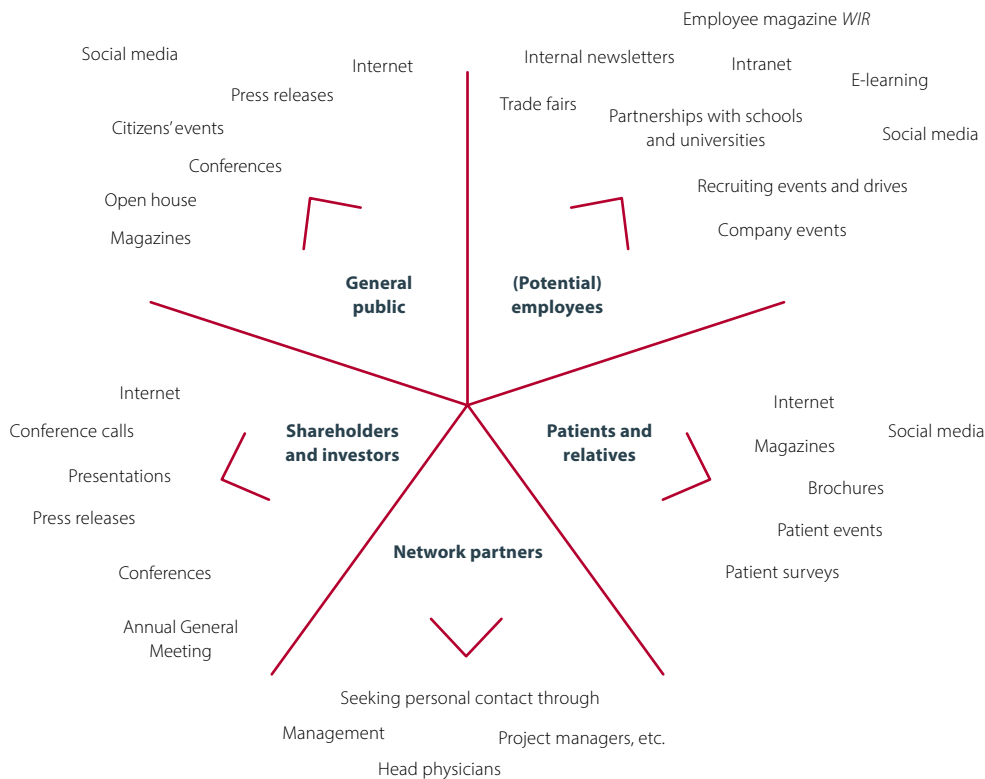 Social media
Internet
Press releases
Citizens' events
Conferences
Open house
Magazines
General
public
Employee magazine WIR
Internal newsletters
Intranet
E-learning
Trade fairs
Partnerships with schools
and universities
Social media
Recruiting events and drives
Company events
(Potential)
employees
Internet
Conference calls
Presentations
Press releases
Conferences
Annual General
Meeting
Shareholders
and investors
Patients and
relatives
Internet
Social media
Magazines
Brochures
Patient events
Patient surveys
Network partners
Seeking personal contact through
Management
Project managers, etc.
Head physicians